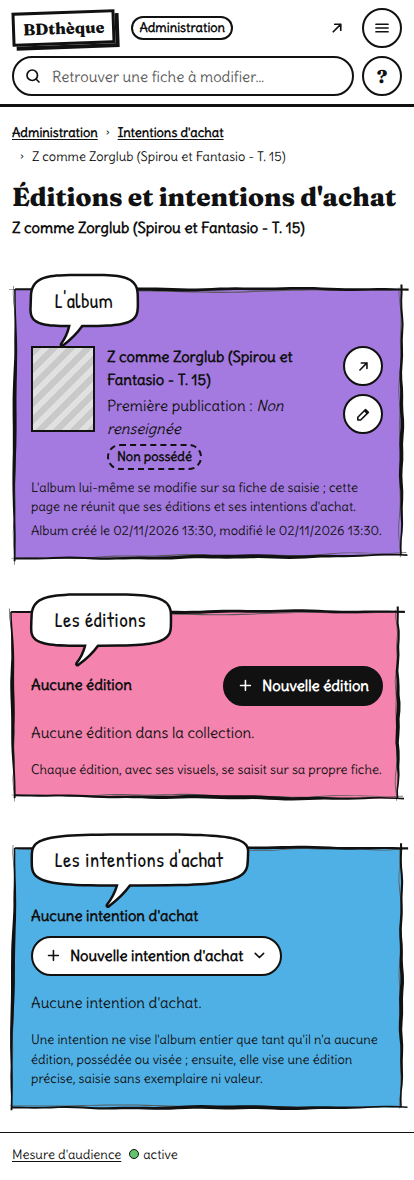 BDthèque
Administration
Retrouver une fiche à modifier...
?
Administration › Intentions d'achat
› Z comme Zorglub (Spirou et Fantasio - T. 15)
Éditions et intentions d'achat
Z comme Zorglub (Spirou et Fantasio - T. 15)
L'album
Z comme Zorglub (Spirou et
Fantasio - T. 15)
Première publication : Non
renseignée
Non possédé
L'album lui-même se modifie sur sa fiche de saisie ; cette
page ne réunit que ses éditions et ses intentions d'achat.
Album créé le 02/11/2026 13:30, modifié le 02/11/2026 13:30.
Les éditions
Aucune édition
Nouvelle édition
Aucune édition dans la collection.
Chaque édition, avec ses visuels, se saisit sur sa propre fiche.
Les intentions d'achat
Aucune intention d'achat
Nouvelle intention d'achat
Aucune intention d'achat.
Une intention ne vise l'album entier que tant qu'il n'a aucune
édition, possédée ou visée ; ensuite, elle vise une édition
précise, saisie sans exemplaire ni valeur.
Mesure d'audience active